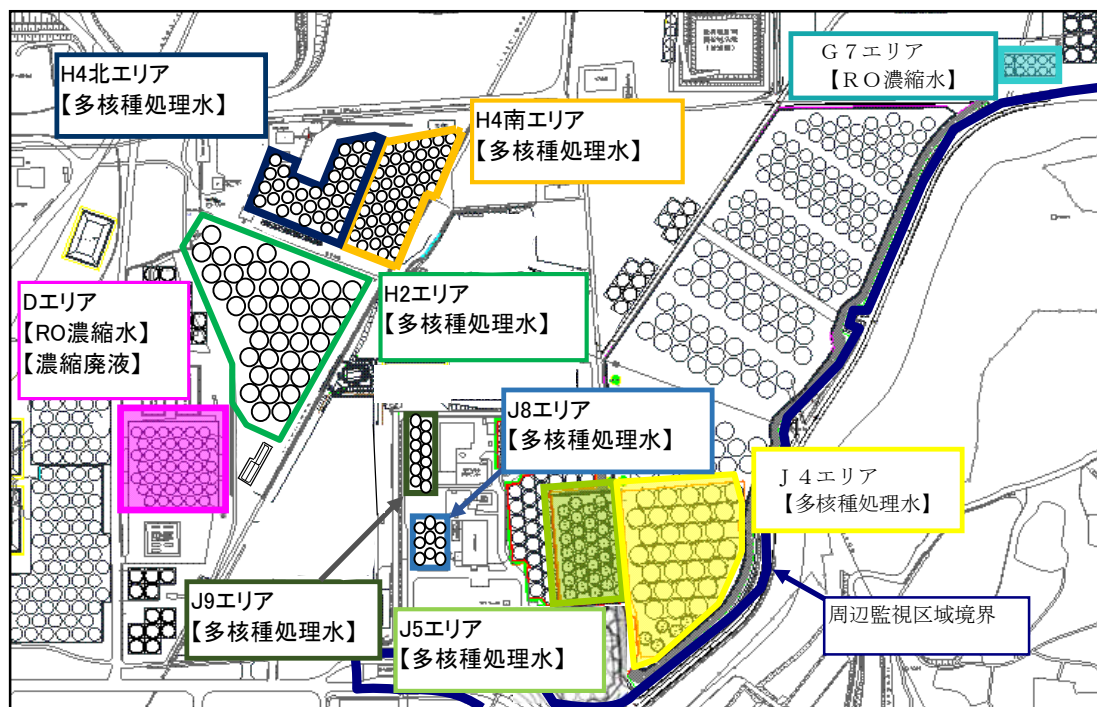 H4北エリア
【多核種処理水】
H4南エリア
【多核種処理水】
G7エリア
【RO濃縮水】
Dエリア
【RO濃縮水】
【濃縮廃液】
H2エリア
【多核種処理水】
J8エリア
【多核種処理水】
J4エリア
【多核種処理水】
J9エリア
【多核種処理水】
J5エリア
【多核種処理水】
周辺監視区域境界